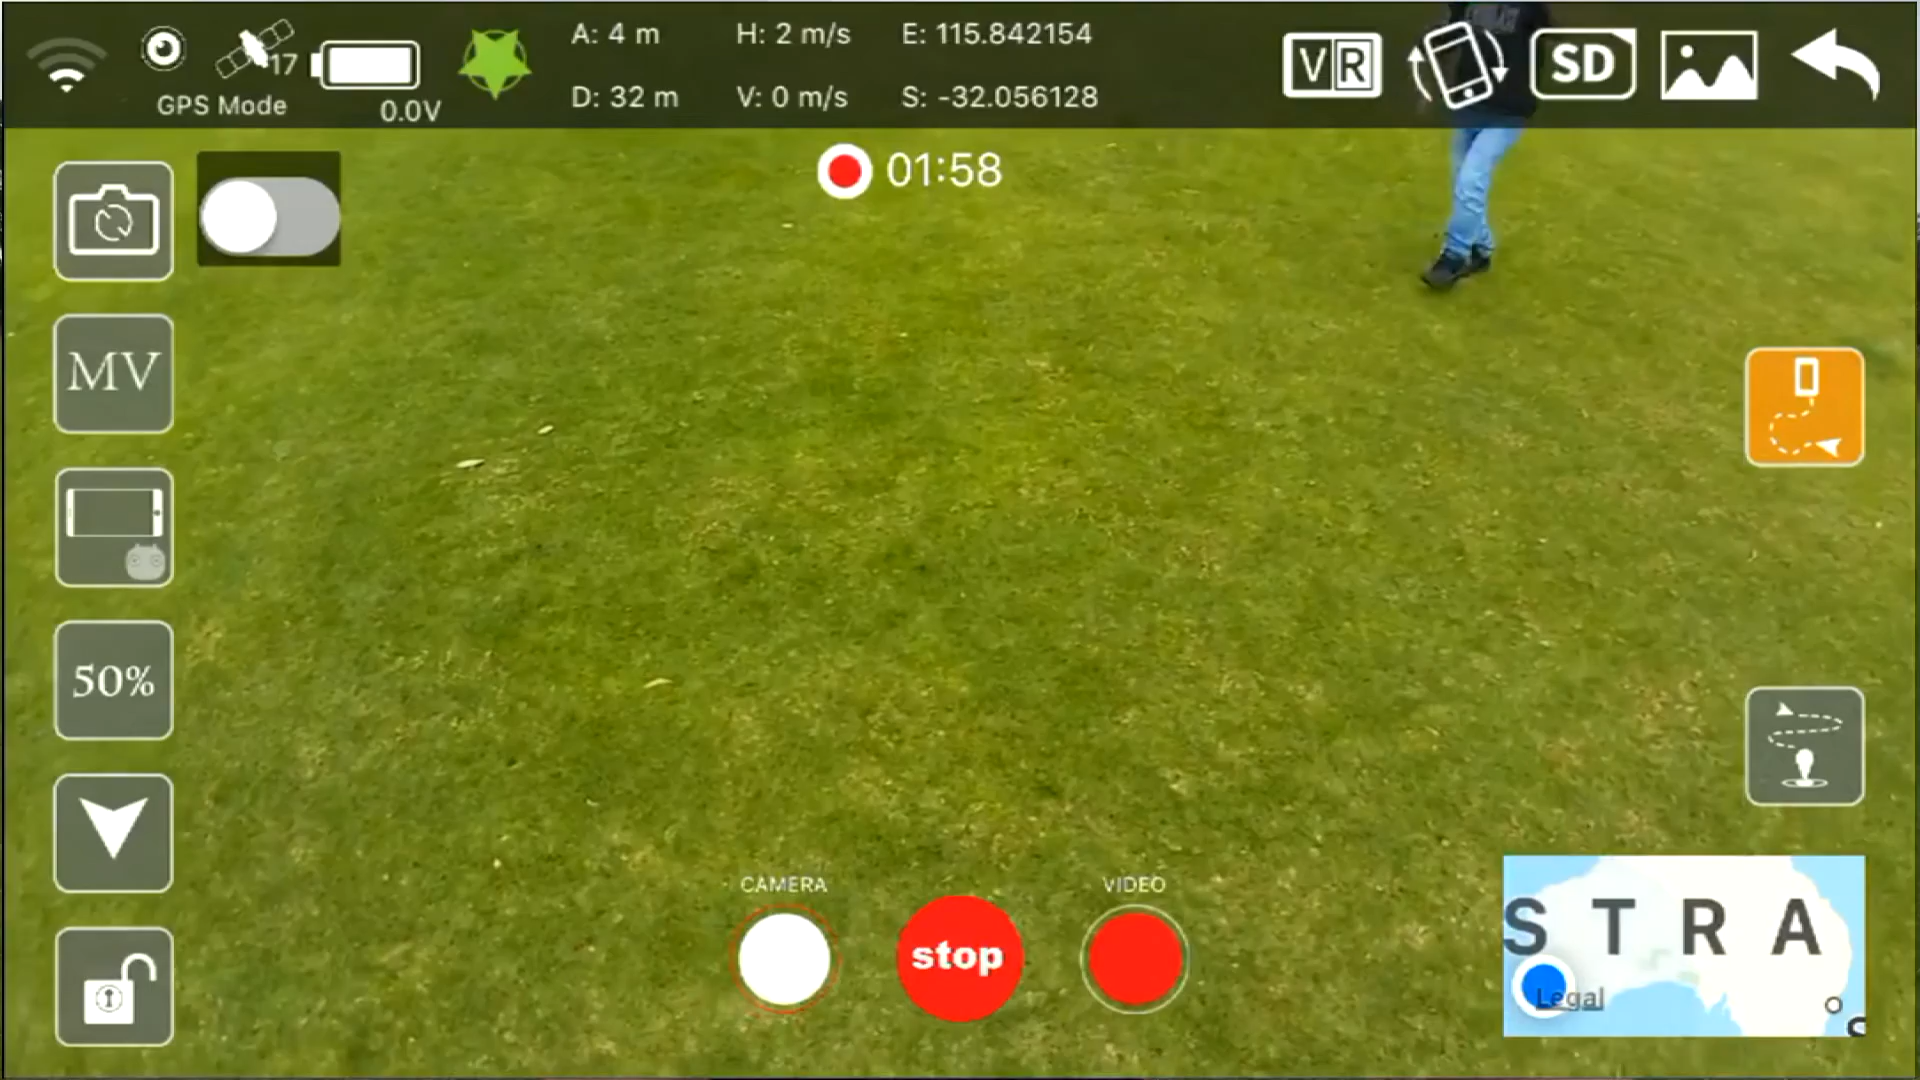 17
GPS Mode
0.0V
A: 4 m
H: 2 m/s
E: 115.842154
D: 32 m
V: 0 m/s
S: -32.056128
VR
SD
01:58
MV
50%
CAMERA
stop
VIDEO
S T R A
Legal